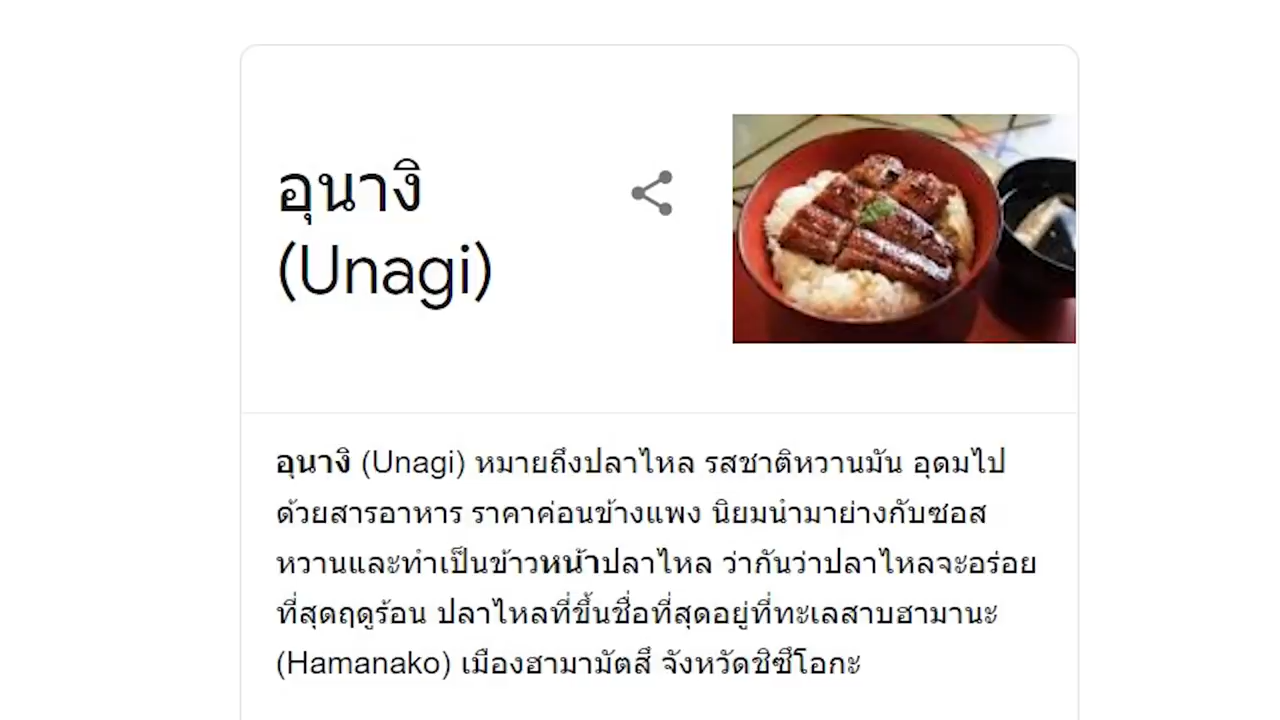 อุนางิ
(Unagi)
อุนางิ (Unagi) หมายถึงปลาไหล รสชาติหวานมัน อุดมไป
ด้วยสารอาหาร ราคาค่อนข้างแพง นิยมนำมาย่างกับซอส
หวานและทำเป็นข้าวหน้าปลาไหล ว่ากันว่าปลาไหลจะอร่อย
ที่สุดฤดูร้อน ปลาไหลที่ขึ้นชื่อที่สุดอยู่ที่ทะเลสาบฮามานะ
(Hamanako) เมืองฮามามัตสึ จังหวัดชิซึโอกะ